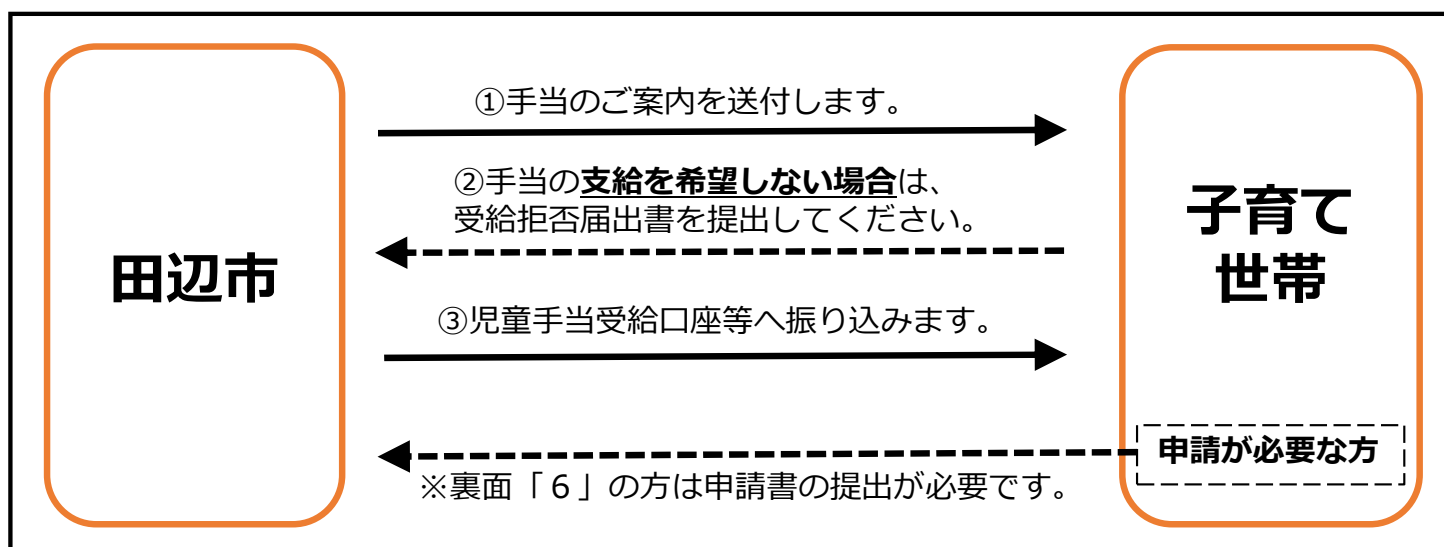 田辺市
①手当のご案内を送付します。
②手当の支給を希望しない場合は、
受給拒否届出書を提出してください。
③児童手当受給口座等へ振り込みます。
※裏面「６」の方は申請書の提出が必要です。
子育て
世帯
申請が必要な方